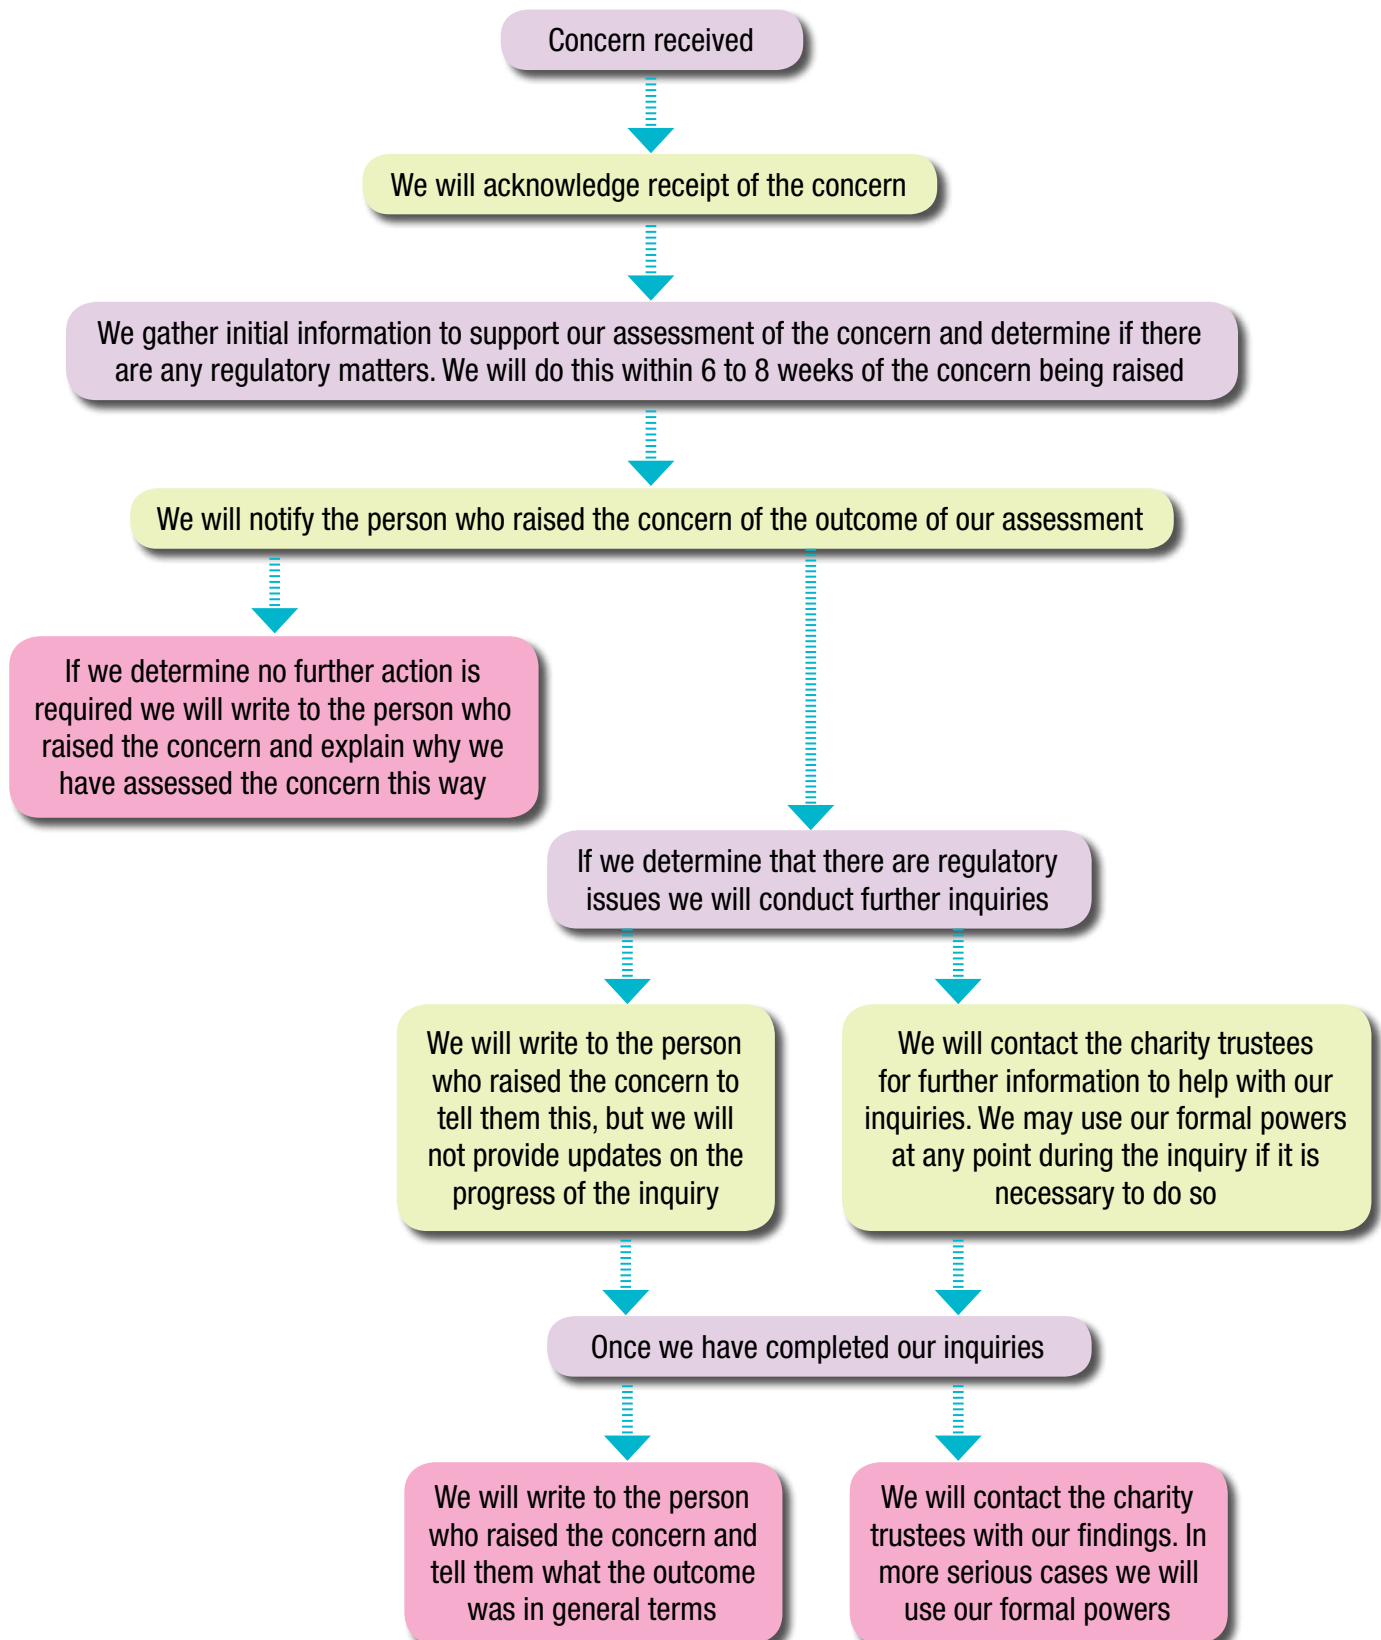 Concern received
We will acknowledge receipt of the concern
We gather initial information to support our assessment of the concern and determine if there
are any regulatory matters. We will do this within 6 to 8 weeks of the concern being raised
We will notify the person who raised the concern of the outcome of our assessment
If we determine no further action is
required we will write to the person who
raised the concern and explain why we
have assessed the concern this way
If we determine that there are regulatory
issues we will conduct further inquiries
We will write to the person
who raised the concern to
tell them this, but we will
not provide updates on the
progress of the inquiry
We will contact the charity trustees
for further information to help with our
inquiries. We may use our formal powers
at any point during the inquiry if it is
necessary to do so
Once we have completed our inquiries
We will write to the person
who raised the concern and
tell them what the outcome
was in general terms
We will contact the charity
trustees with our findings. In
more serious cases we will
use our formal powers